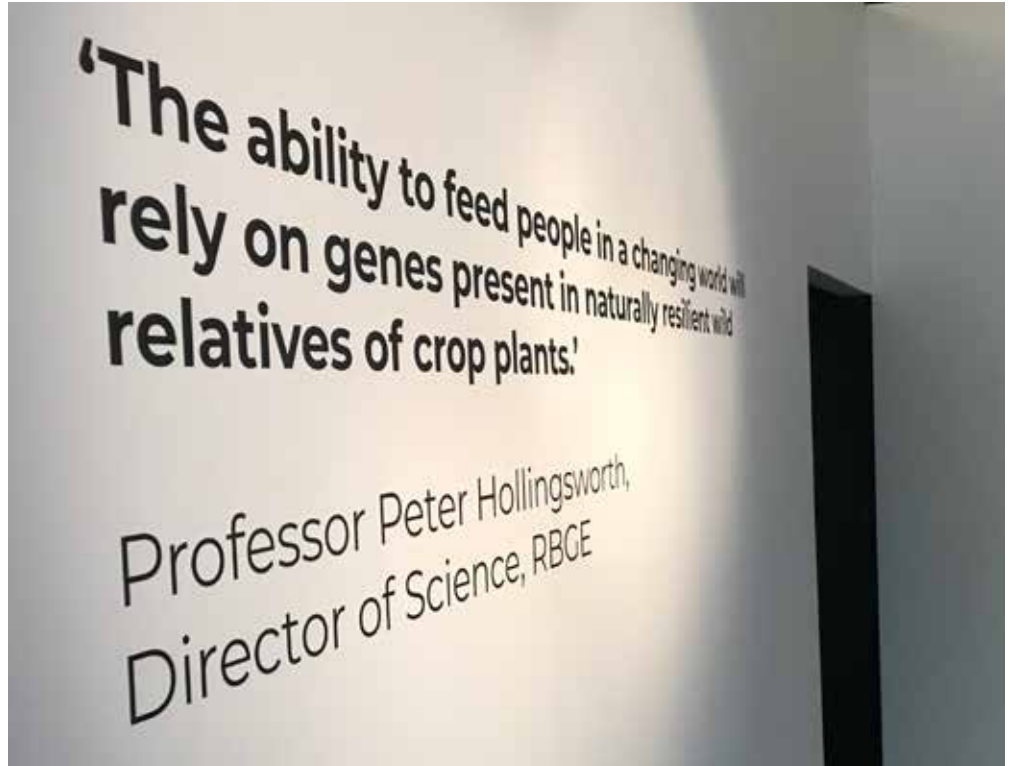 ‘The ability to feed people in a changing world will
rely on genes present in naturally resilient wild
relatives of crop plants.’
Professor Peter Hollingsworth,
Director of Science, RBGE